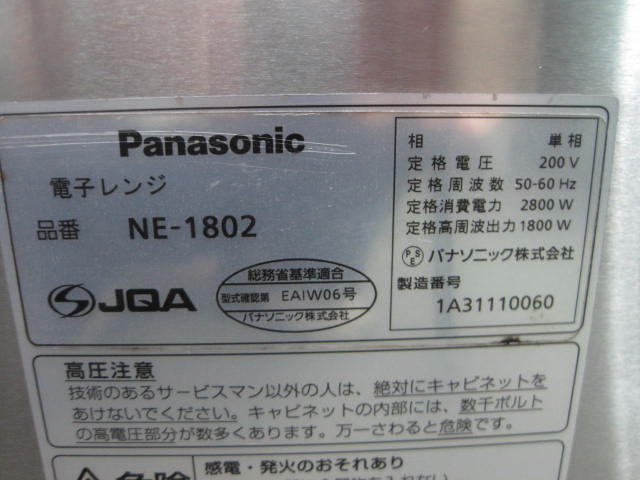 Panasonic
電子レンジ
品番 NE-1802
JQA
総務省基準適合
型式確認第 EAIW06号
パナソニック株式会社
相 単相
定格電圧 200 V
定格周波数 50-60 Hz
定格消費電力 2800 W
定格高周波出力 1800 W
PSE パナソニック株式会社
製造番号
1A31110060
高圧注意
技術のあるサービスマン以外の人は、絶対にキャビネットを
あけないでください。キャビネットの内部には、数千ボルト
の高電圧部分が数多くあります。万一さわると危険です。
危険
感電・発火のおそれあり